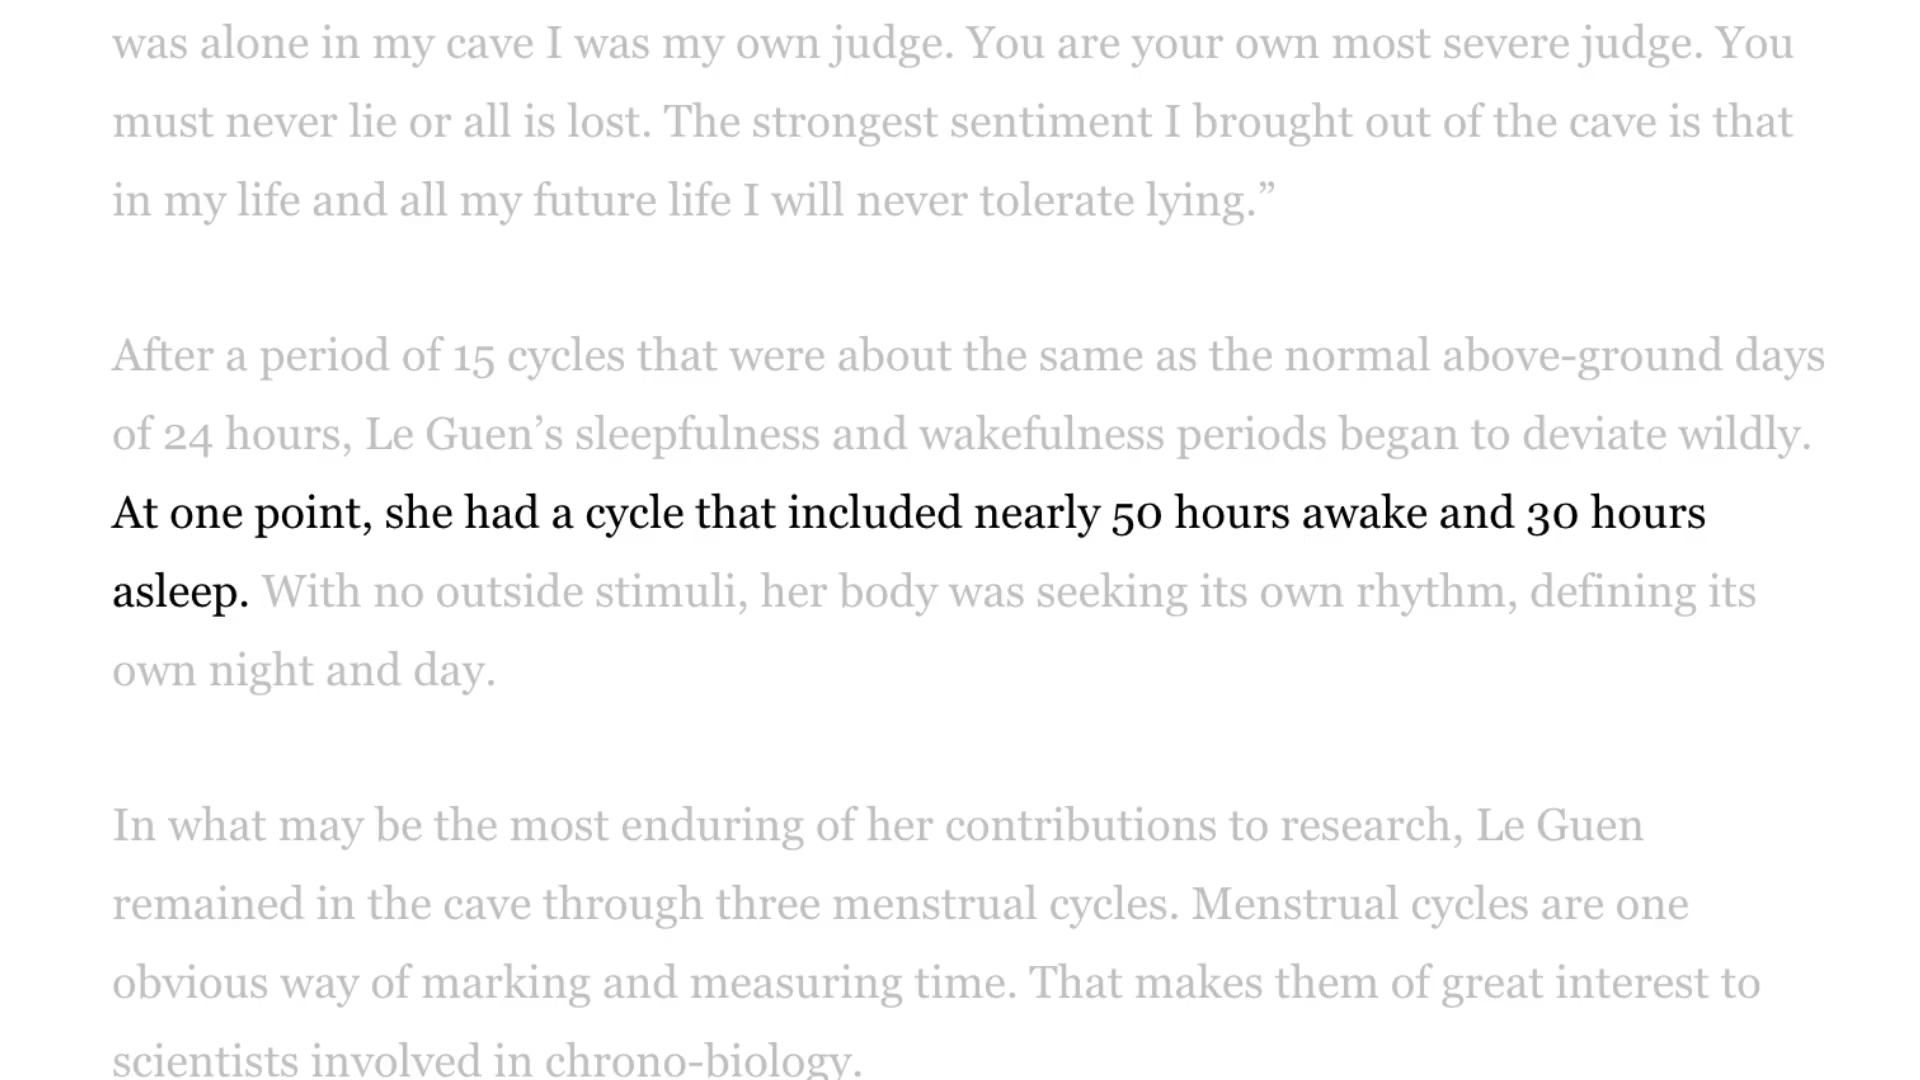 was alone in my cave I was my own judge. You are your own most severe judge. You
must never lie or all is lost. The strongest sentiment I brought out of the cave is that
in my life and all my future life I will never tolerate lying.”
After a period of 15 cycles that were about the same as the normal above-ground days
of 24 hours, Le Guen’s sleepfulness and wakefulness periods began to deviate wildly.
At one point, she had a cycle that included nearly 50 hours awake and 30 hours
asleep. With no outside stimuli, her body was seeking its own rhythm, defining its
own night and day.
In what may be the most enduring of her contributions to research, Le Guen
remained in the cave through three menstrual cycles. Menstrual cycles are one
obvious way of marking and measuring time. That makes them of great interest to
scientists involved in chrono-biology.